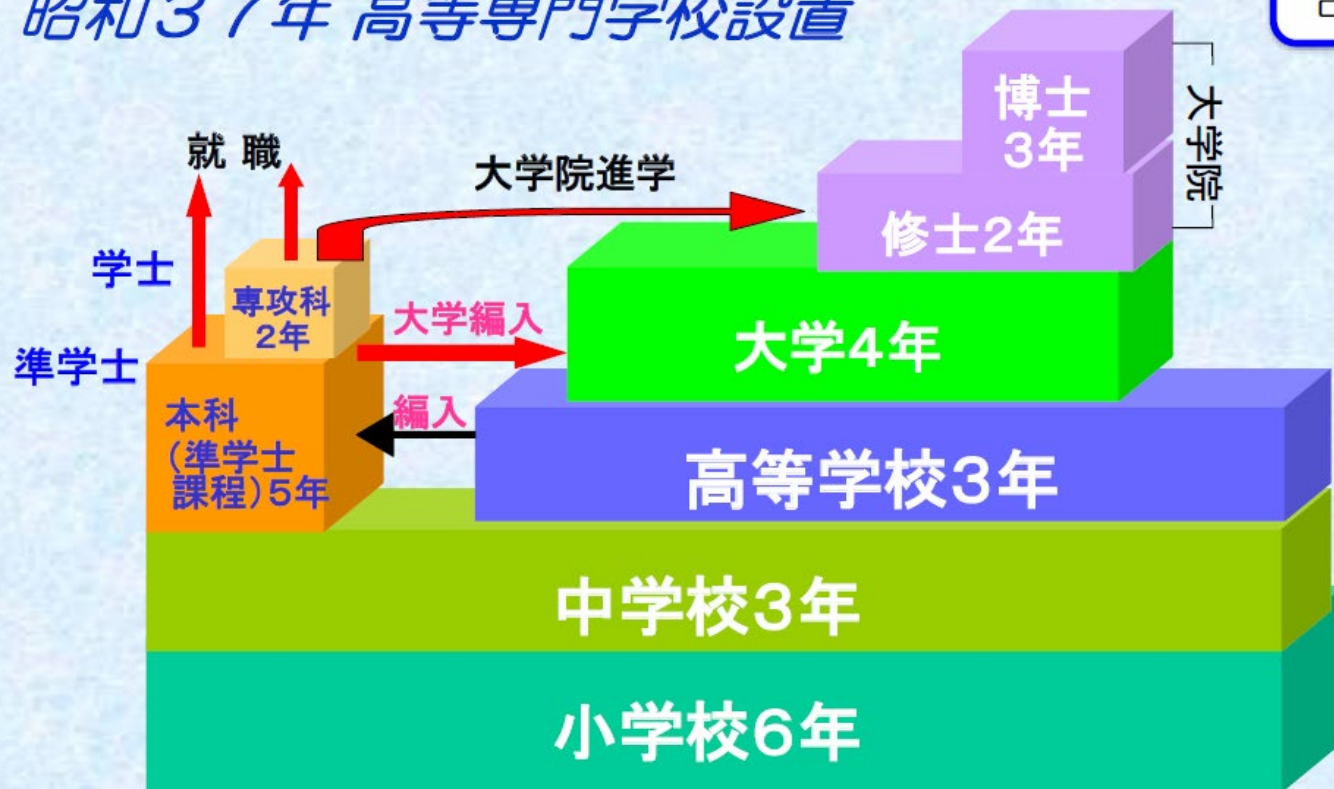 昭和３７年 高等専門学校設置
博士
3年
大学院
就 職
大学院進学
修士2年
学士
専攻科
2年
大学編入
大学4年
準学士
本科
(準学士
課程)5年
編入
高等学校3年
中学校3年
小学校6年